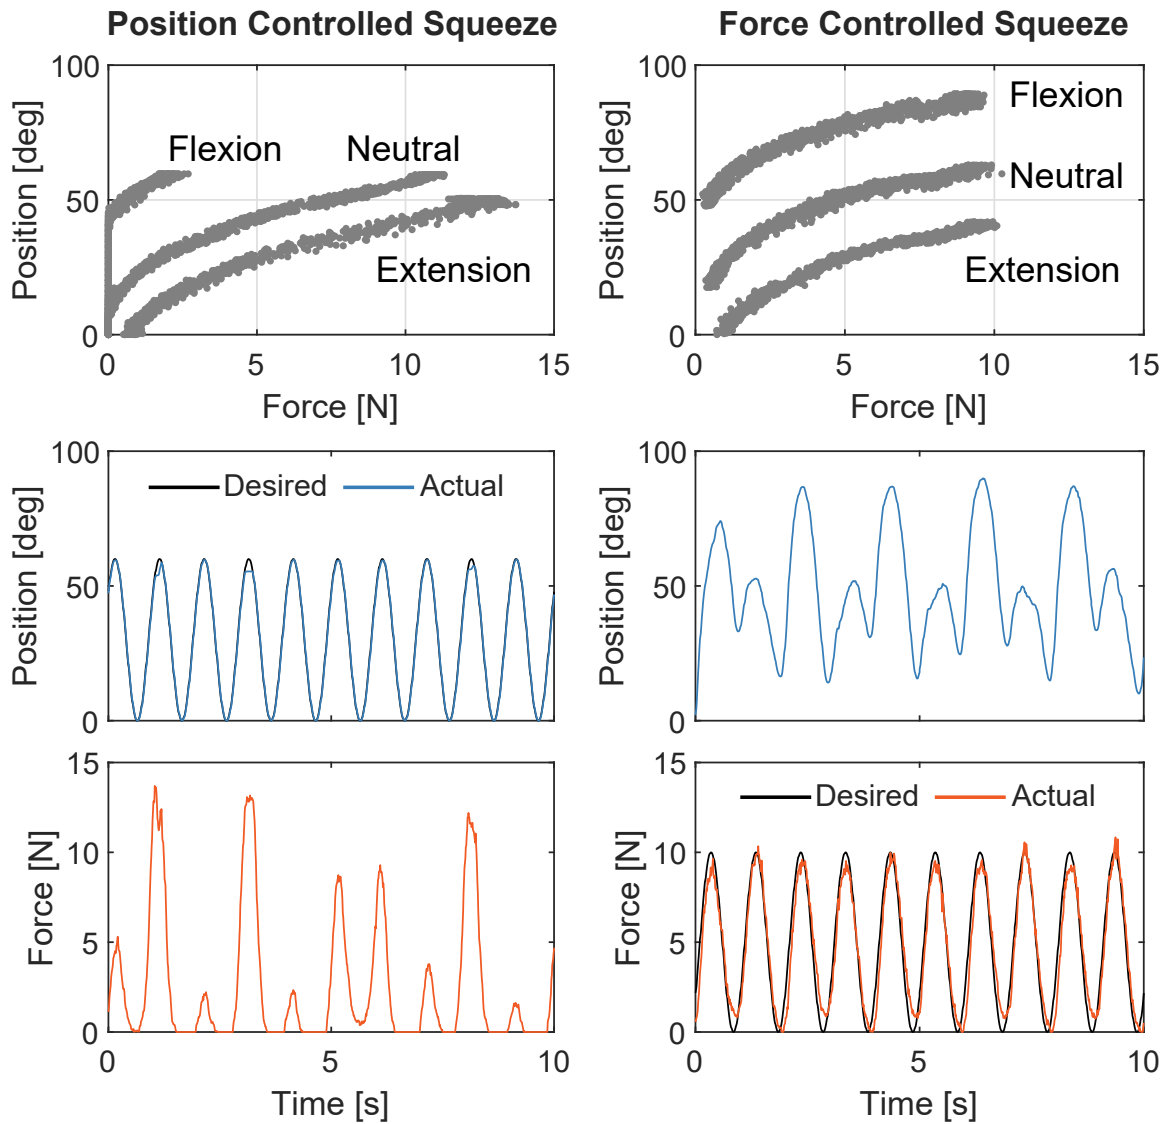 Position Controlled Squeeze
Force Controlled Squeeze
100
50
0
Position [deg]
Flexion
Neutral
Extension
0 5 10 15
Force [N]
100
50
0
Position [deg]
Flexion
Neutral
Extension
0 5 10 15
Force [N]
100
50
0
Position [deg]
Desired Actual
100
50
0
Position [deg]
15
10
5
0
Force [N]
0 5 10
Time [s]
15
10
5
0
Force [N]
Desired Actual
0 5 10
Time [s]